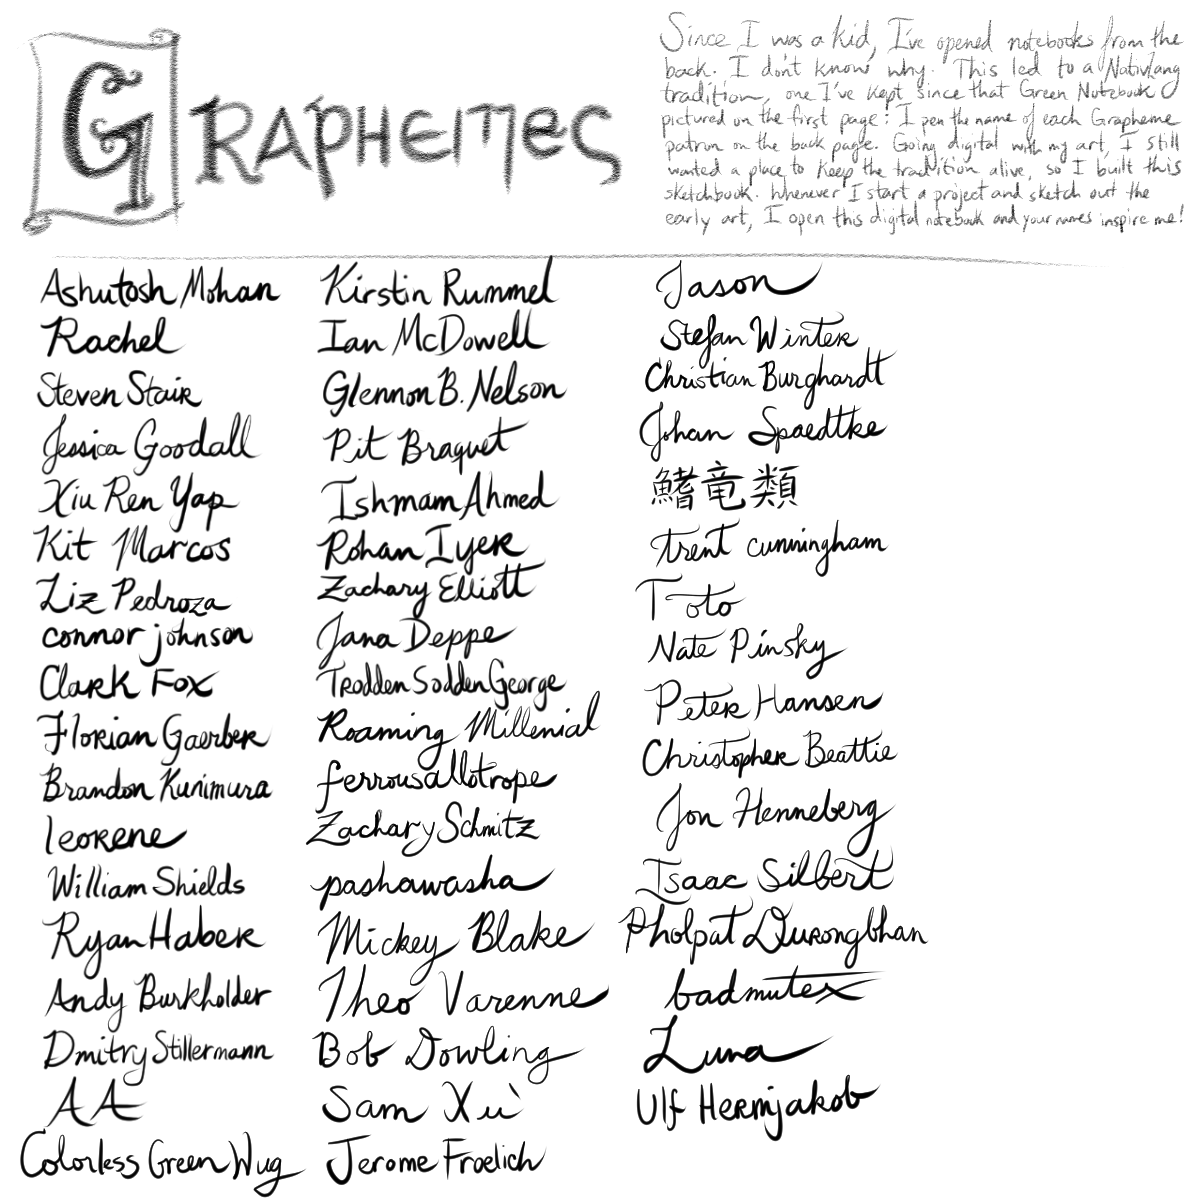 GRAPHEMES
Since I was a kid, I've opened notebooks from the
back. I don't know why. This led to a NativLang
tradition, one I've kept since that Green Notebook
pictured on the first page: I pen the name of each Grapheme
patron on the back page. Going digital with my art, I still
wanted a place to keep the tradition alive, so I built this
sketchbook. Whenever I start a project and sketch out the
early art, I open this digital notebook and your names inspire me!
Ashutosh Mohan
Rachel
Steven Stair
Jessica Goodall
Xiu Ren Yap
Kit Marcos
Liz Pedroza
connor johnson
Clark Fox
Florian Gaerber
Brandon Kunimura
leorene
William Shields
Ryan Haber
Andy Burkholder
Dmitry Stillermann
AA
Colorless Green Wug
Kirstin Rummel
Ian McDowell
Glennon B. Nelson
Pit Braquet
Ishmam Ahmed
Rohan Iyer
Zachary Elliott
Jana Deppe
Trodden Sodden George
Roaming Millenial
ferrousallotrope
Zachary Schmitz
pashawasha
Mickey Blake
Theo Varenne
Bob Dowling
Sam Xù
Jerome Froelich
Jason
Stefan Winter
Christian Burghardt
Johan Spaedtke
鰭竜類
trent cunningham
Toto
Nate Pinsky
Peter Hansen
Christopher Beattie
Jon Henneberg
Isaac Silbert
Pholpat Durongbhan
badmutex
Luna
Ulf Hermjakob